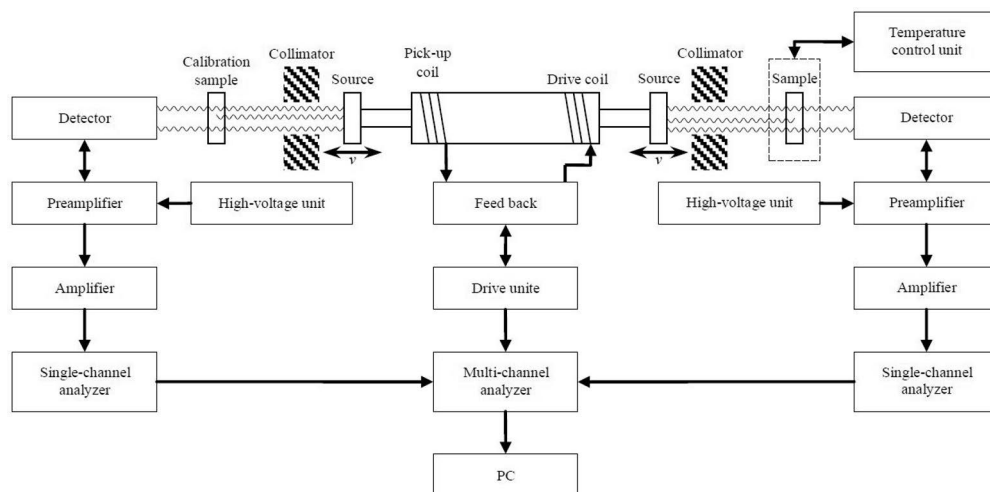 Temperature
control unit
Calibration
sample
Collimator
Source
Pick-up
coil
Drive coil
Source
Collimator
Sample
Detector
Detector
v
v
Preamplifier
High-voltage unit
Feed back
High-voltage unit
Preamplifier
Amplifier
Drive unite
Amplifier
Single-channel
analyzer
Multi-channel
analyzer
Single-channel
analyzer
PC